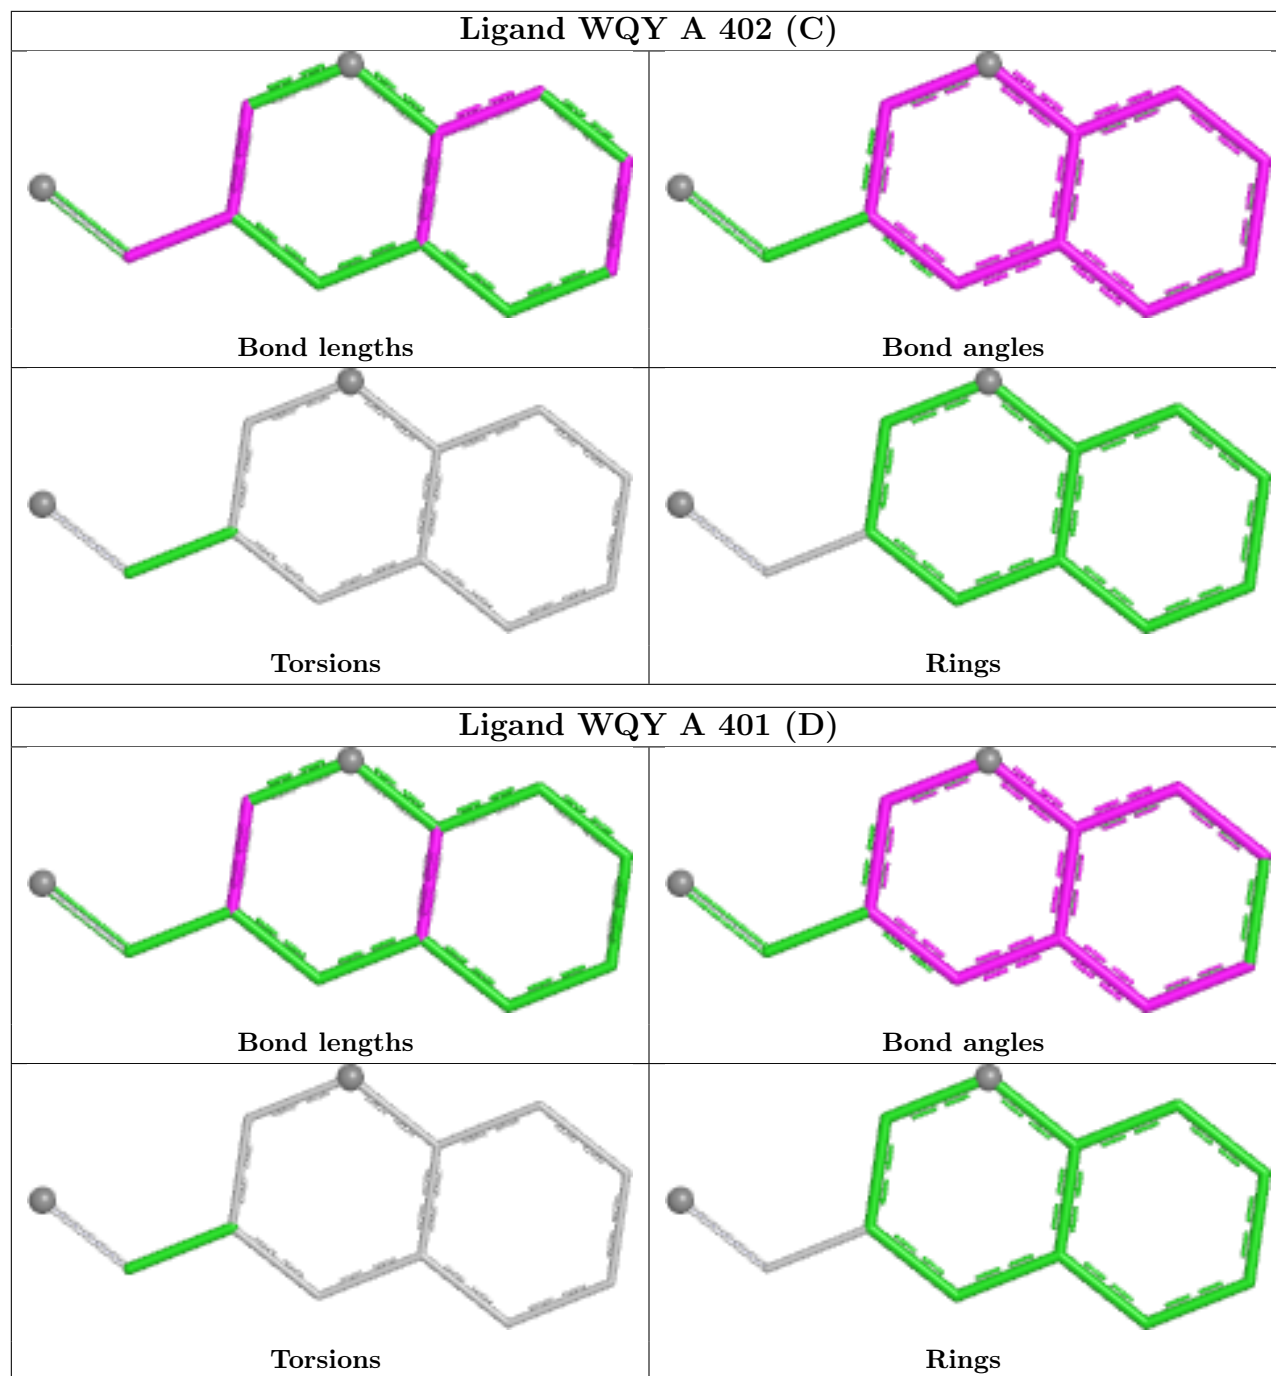 Ligand WQY A 402 (C)
Bond lengths
Bond angles
Torsions
Rings
Ligand WQY A 401 (D)
Bond lengths
Bond angles
Torsions
Rings